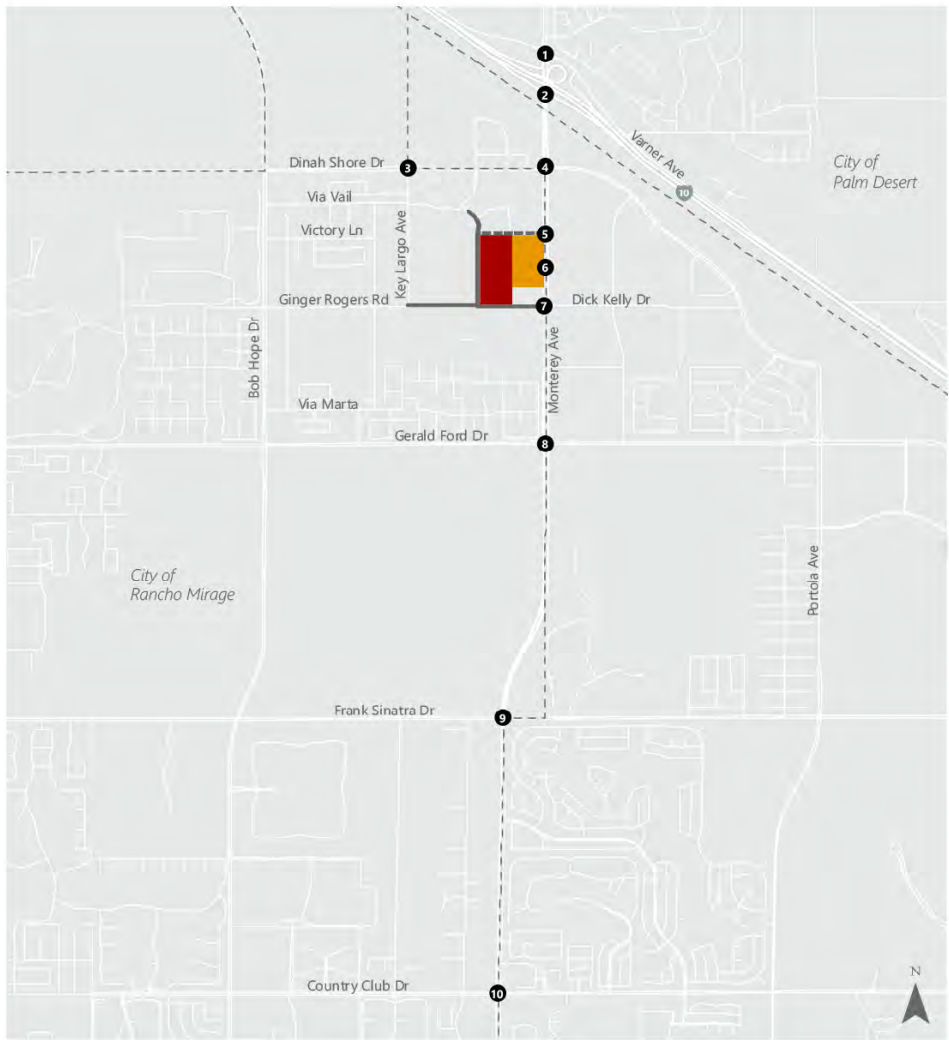 1
2
Varner Ave
City of
Palm Desert
10
Dinah Shore Dr
3
4
Via Vail
Key Largo Ave
Victory Ln
5
6
Ginger Rogers Rd
7
Dick Kelly Dr
Bob Hope Dr
Monterey Ave
Via Marta
Gerald Ford Dr
8
City of
Rancho Mirage
Portola Ave
Frank Sinatra Dr
9
Country Club Dr
10
N